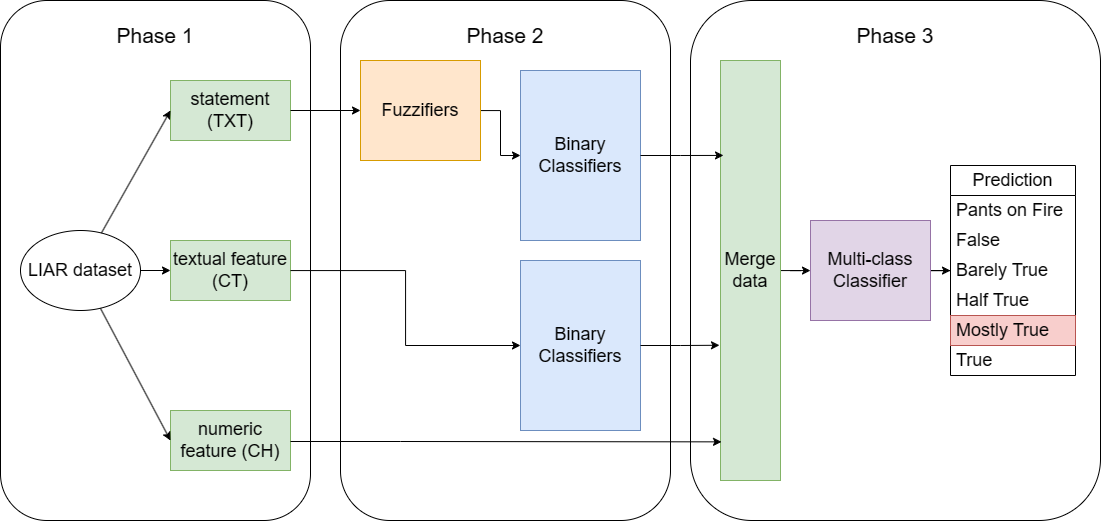 Phase 1
Phase 2
Phase 3
statement
(TXT)
Fuzzifiers
Binary
Classifiers
LIAR dataset
textual feature
(CT)
Binary
Classifiers
numeric
feature (CH)
Merge
data
Multi-class
Classifier
Prediction
Pants on Fire
False
Barely True
Half True
Mostly True
True